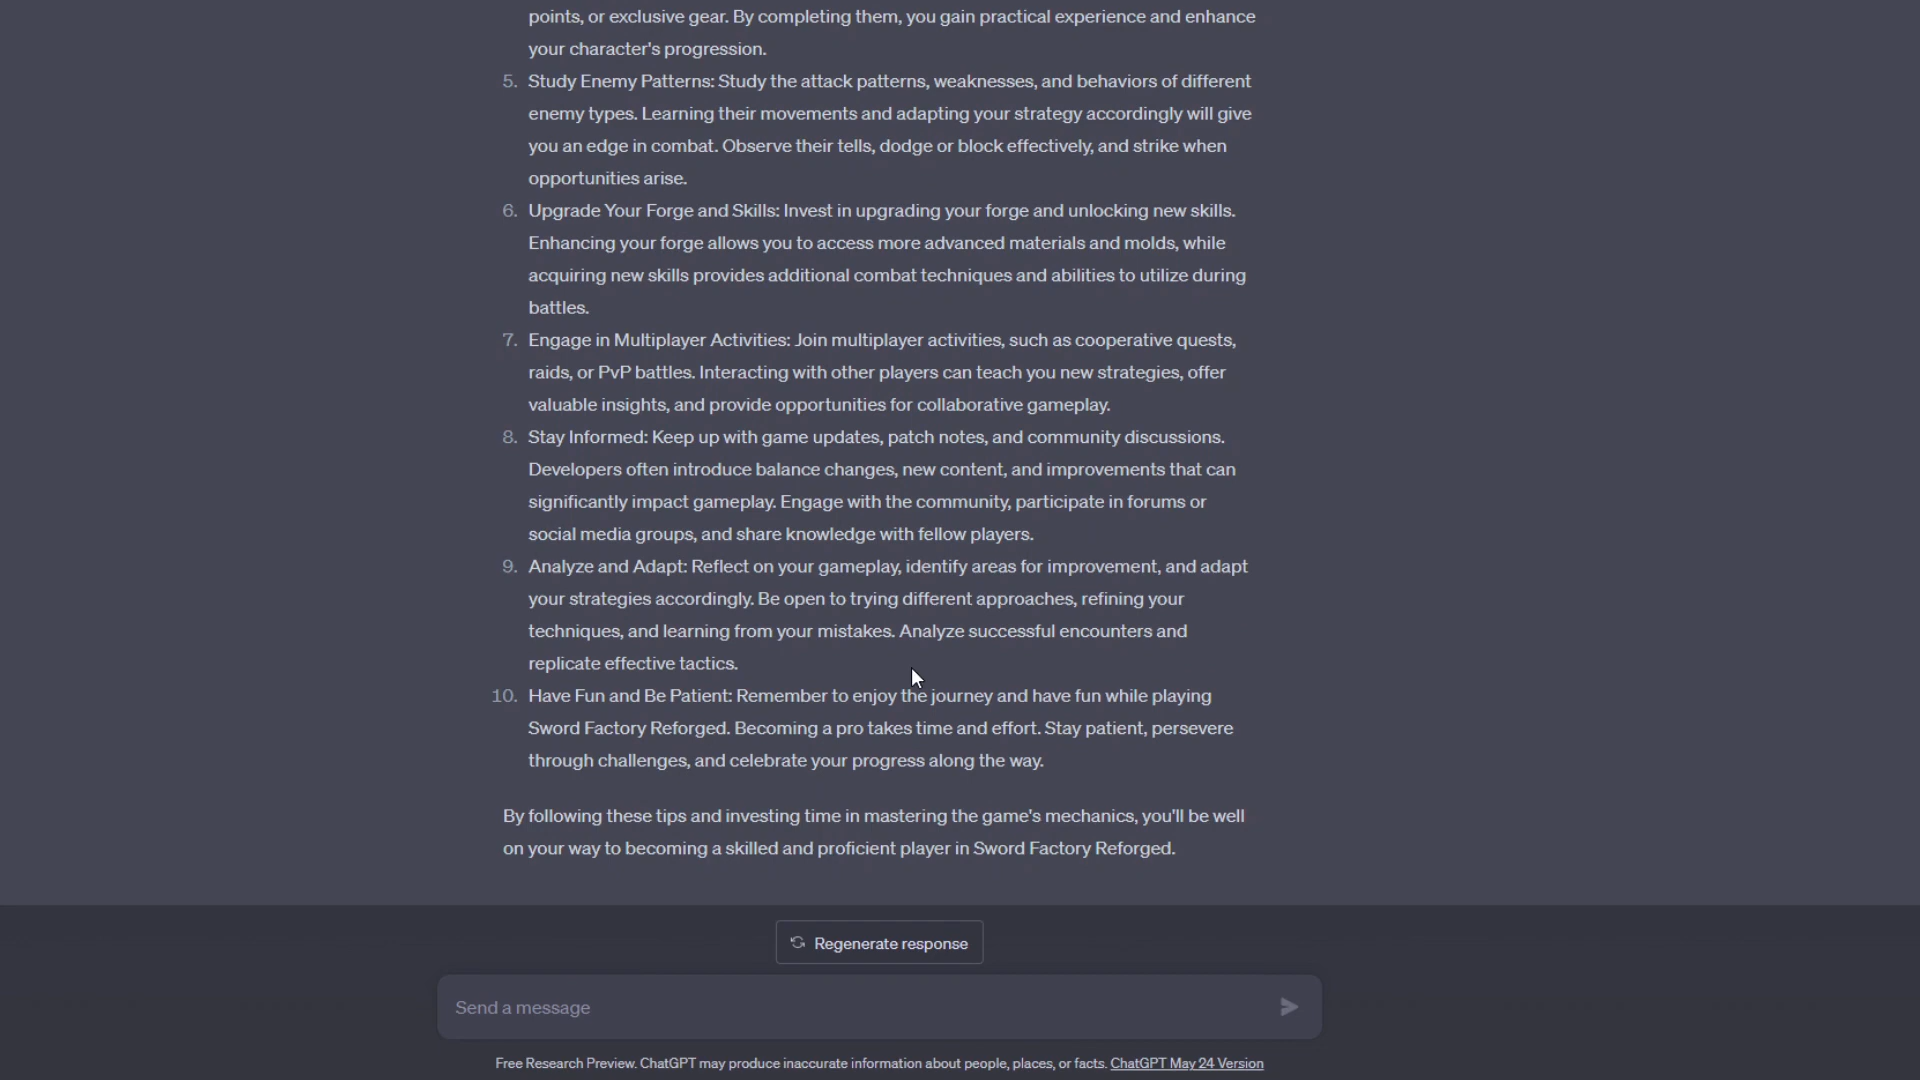 points, or exclusive gear. By completing them, you gain practical experience and enhance
your character's progression.
5. Study Enemy Patterns: Study the attack patterns, weaknesses, and behaviors of different
enemy types. Learning their movements and adapting your strategy accordingly will give
you an edge in combat. Observe their tells, dodge or block effectively, and strike when
opportunities arise.
6. Upgrade Your Forge and Skills: Invest in upgrading your forge and unlocking new skills.
Enhancing your forge allows you to access more advanced materials and molds, while
acquiring new skills provides additional combat techniques and abilities to utilize during
battles.
7. Engage in Multiplayer Activities: Join multiplayer activities, such as cooperative quests,
raids, or PvP battles. Interacting with other players can teach you new strategies, offer
valuable insights, and provide opportunities for collaborative gameplay.
8. Stay Informed: Keep up with game updates, patch notes, and community discussions.
Developers often introduce balance changes, new content, and improvements that can
significantly impact gameplay. Engage with the community, participate in forums or
social media groups, and share knowledge with fellow players.
9. Analyze and Adapt: Reflect on your gameplay, identify areas for improvement, and adapt
your strategies accordingly. Be open to trying different approaches, refining your
techniques, and learning from your mistakes. Analyze successful encounters and
replicate effective tactics.
10. Have Fun and Be Patient: Remember to enjoy the journey and have fun while playing
Sword Factory Reforged. Becoming a pro takes time and effort. Stay patient, persevere
through challenges, and celebrate your progress along the way.
By following these tips and investing time in mastering the game's mechanics, you'll be well
on your way to becoming a skilled and proficient player in Sword Factory Reforged.
Regenerate response
Send a message
Free Research Preview. ChatGPT may produce inaccurate information about people, places, or facts. ChatGPT May 24 Version